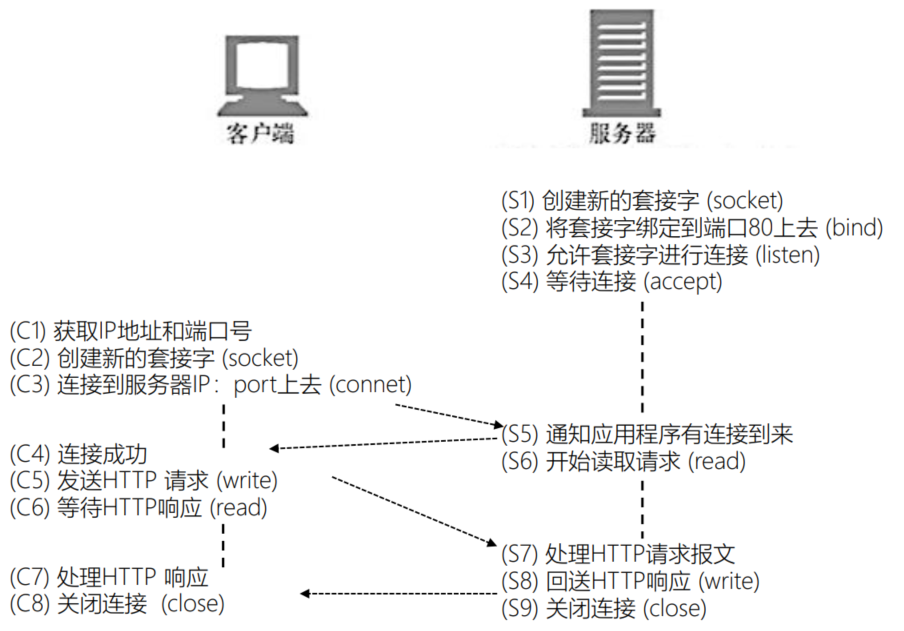 客户端
服务器
(S1) 创建新的套接字 (socket)
(S2) 将套接字绑定到端口80上去 (bind)
(S3) 允许套接字进行连接 (listen)
(S4) 等待连接 (accept)
(C1) 获取IP地址和端口号
(C2) 创建新的套接字 (socket)
(C3) 连接到服务器IP：port上去 (connet)
(S5) 通知应用程序有连接到来
(S6) 开始读取请求 (read)
(C4) 连接成功
(C5) 发送HTTP 请求 (write)
(C6) 等待HTTP响应 (read)
(S7) 处理HTTP请求报文
(S8) 回送HTTP响应 (write)
(S9) 关闭连接 (close)
(C7) 处理HTTP 响应
(C8) 关闭连接 (close)